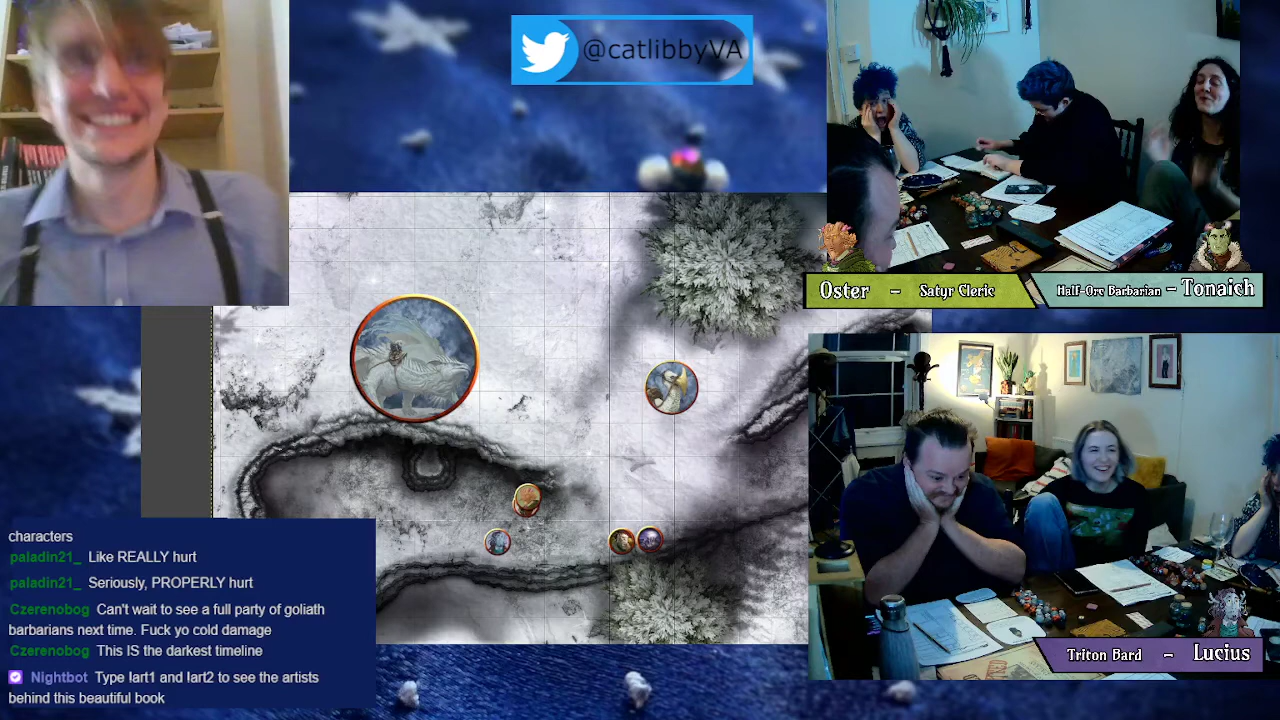 @catlibbyVA
Oster - Satyr Cleric
Half-Orc Barbarian - Tonaich
characters
paladin21_ Like REALLY hurt
paladin21_ Seriously, PROPERLY hurt
Czerenobog Can't wait to see a full party of goliath
barbarians next time. Fuck yo cold damage
Czerenobog This IS the darkest timeline
Nightbot Type !art1 and !art2 to see the artists
behind this beautiful book
Triton Bard - Lucius